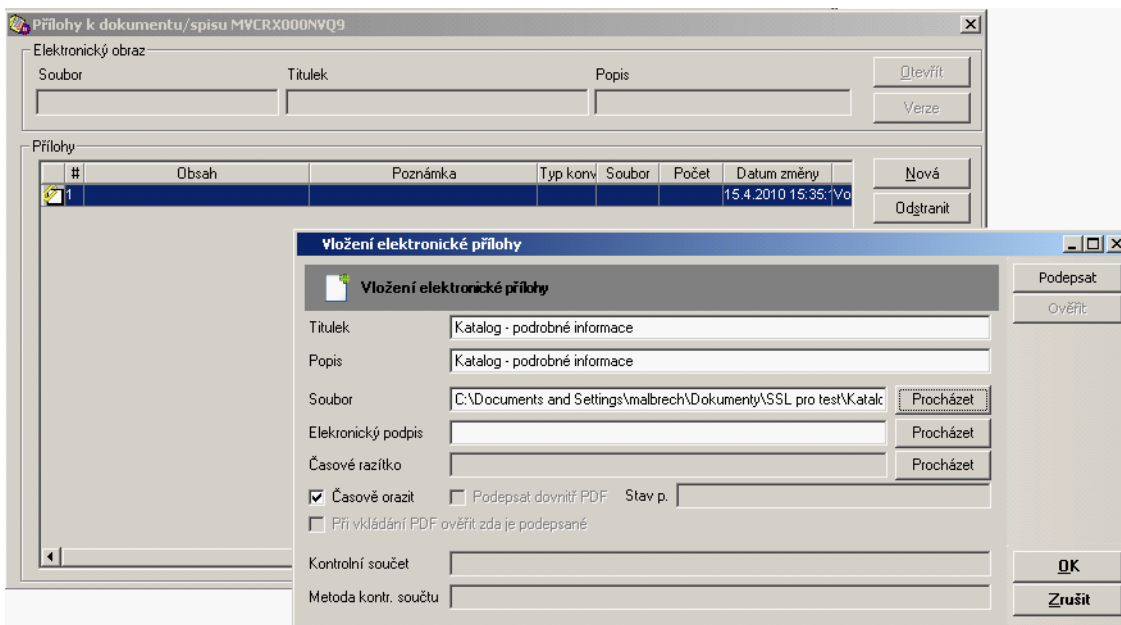 Přílohy k dokumentu/spisu MVCRX000NVQ9
Elektronický obraz
Soubor Titulek Popis
Otevřít
Verze
Přílohy
# Obsah Poznámka Typ konv Soubor Počet Datum změny
1 15.4.2010 15:35:1 Vo
Nová
Odstranit
Vložení elektronické přílohy
Vložení elektronické přílohy
Podepsat
Ověřit
Titulek Katalog - podrobné informace
Popis Katalog - podrobné informace
Soubor C:\Documents and Settings\malbrech\Dokumenty\SSL pro test\Katalo Procházet
Elekronický podpis Procházet
Časové razítko Procházet
Časově orazit Podepsat dovnitř PDF Stav p.
Při vkládání PDF ověřit zda je podepsané
Kontrolní součet
Metoda kontr. součtu
OK
Zrušit